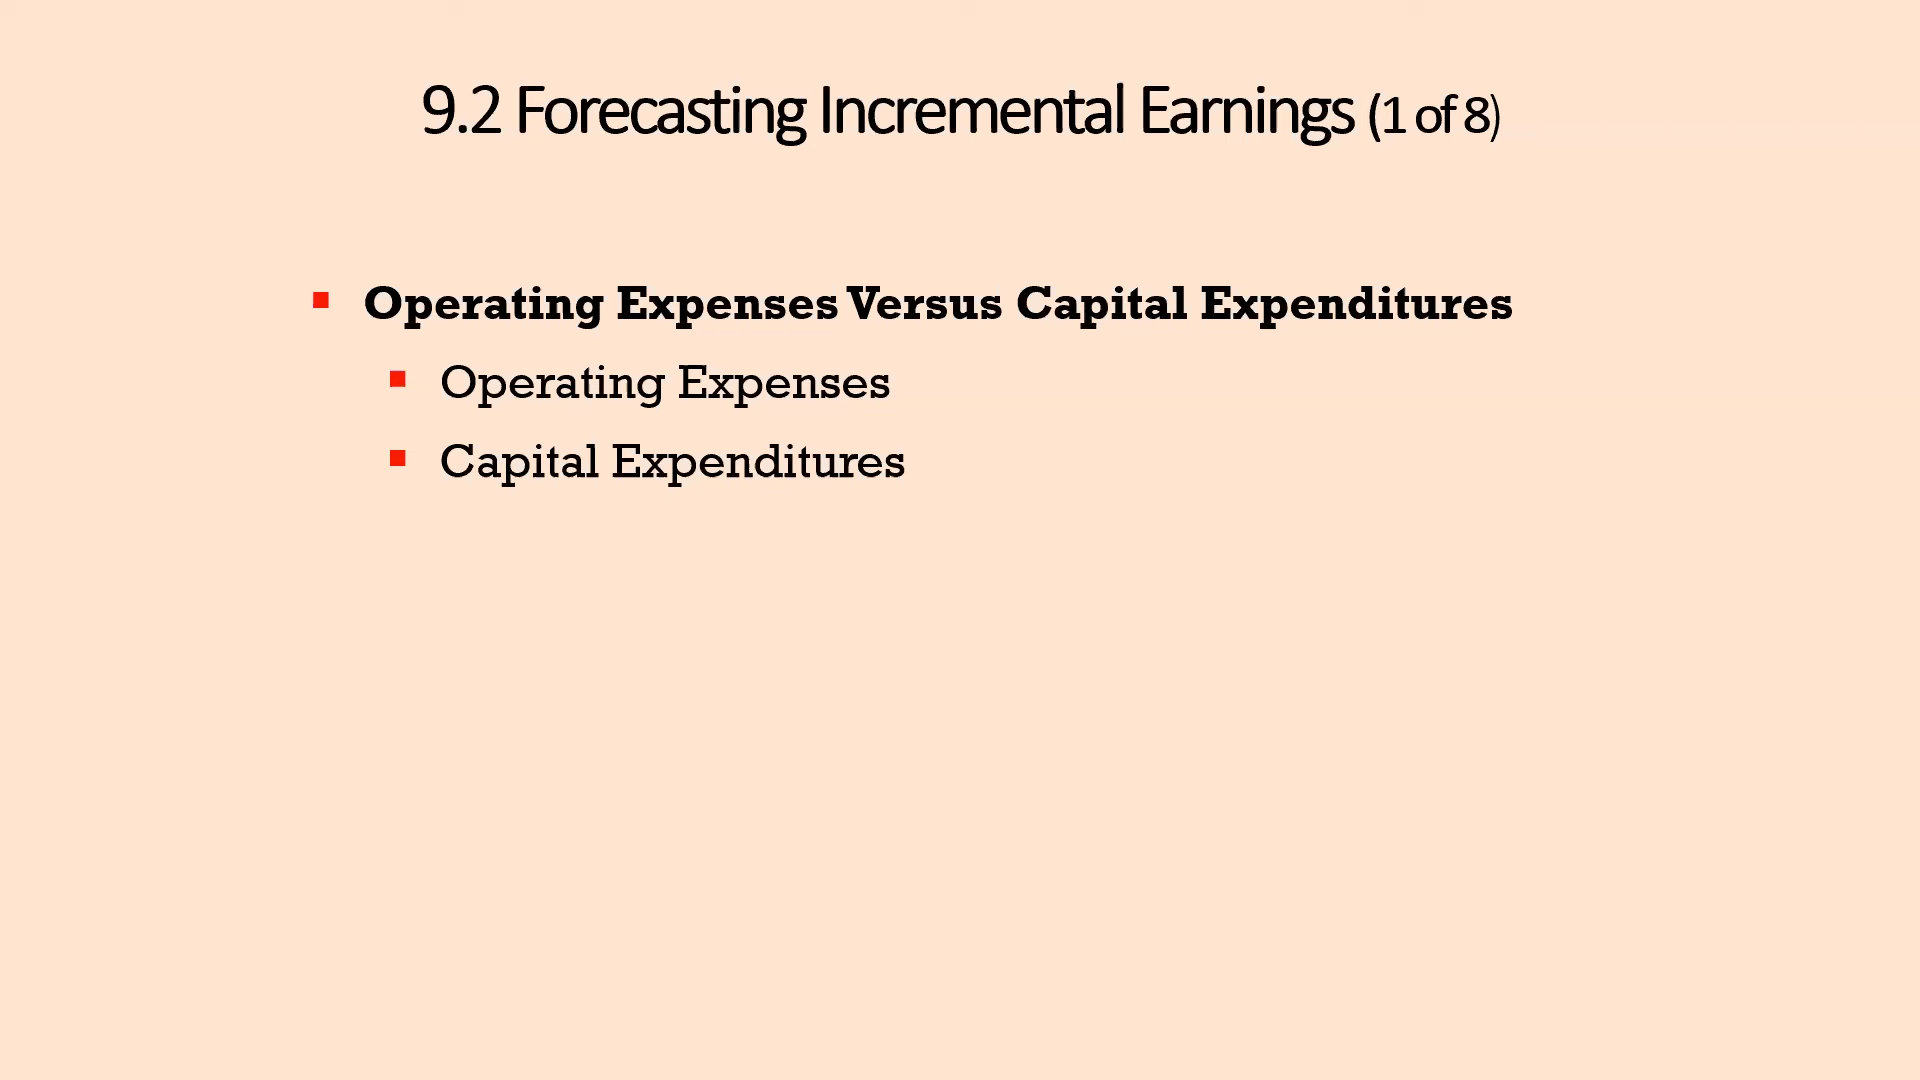 9.2 Forecasting Incremental Earnings (1 of 8)
Operating Expenses Versus Capital Expenditures
Operating Expenses
Capital Expenditures